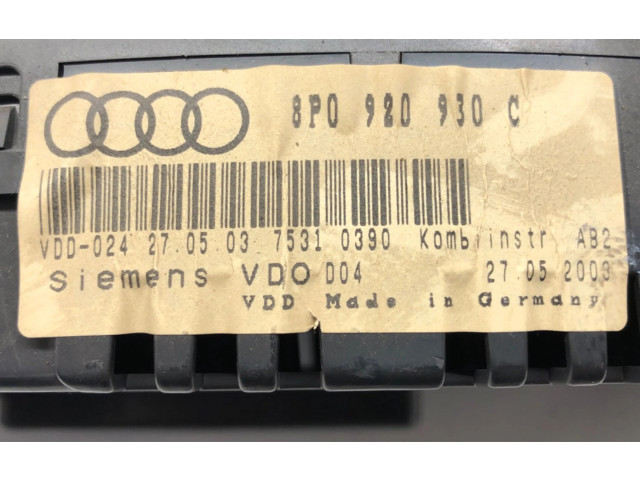 8P0 920 930 C
VDD-024 27.05.03 7531 0390 Kombiinstr AB2
Siemens VDO D04 27.05 2003
VDD Made in Germany